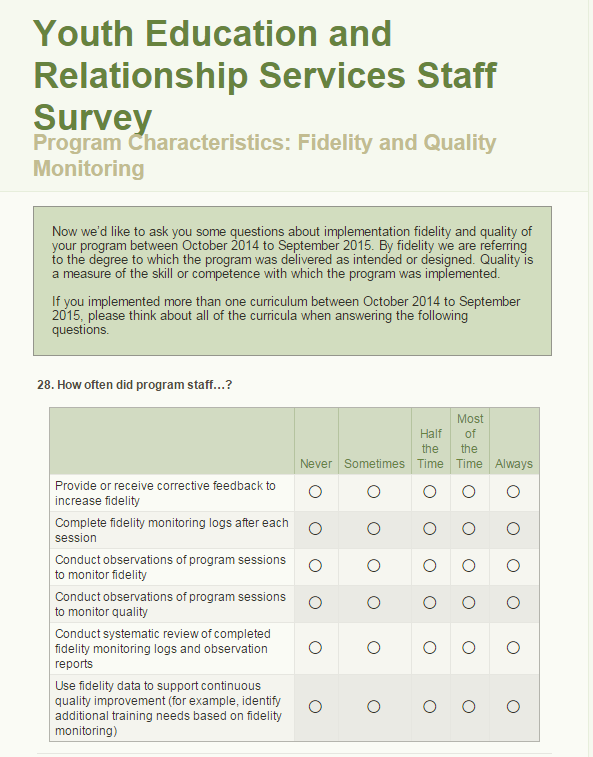 Youth Education and
Relationship Services Staff
Survey
Program Characteristics: Fidelity and Quality
Monitoring
Now we'd like to ask you some questions about implementation fidelity and quality of
your program between October 2014 to September 2015. By fidelity we are referring
to the degree to which the program was delivered as intended or designed. Quality is
a measure of the skill or competence with which the program was implemented.
If you implemented more than one curriculum between October 2014 to September
2015, please think about all of the curricula when answering the following
questions.
28. How often did program staff…?
Never Sometimes Half the Time Most of the Time Always
Provide or receive corrective feedback to
increase fidelity
Complete fidelity monitoring logs after each
session
Conduct observations of program sessions
to monitor fidelity
Conduct observations of program sessions
to monitor quality
Conduct systematic review of completed
fidelity monitoring logs and observation
reports
Use fidelity data to support continuous
quality improvement (for example, identify
additional training needs based on fidelity
monitoring)